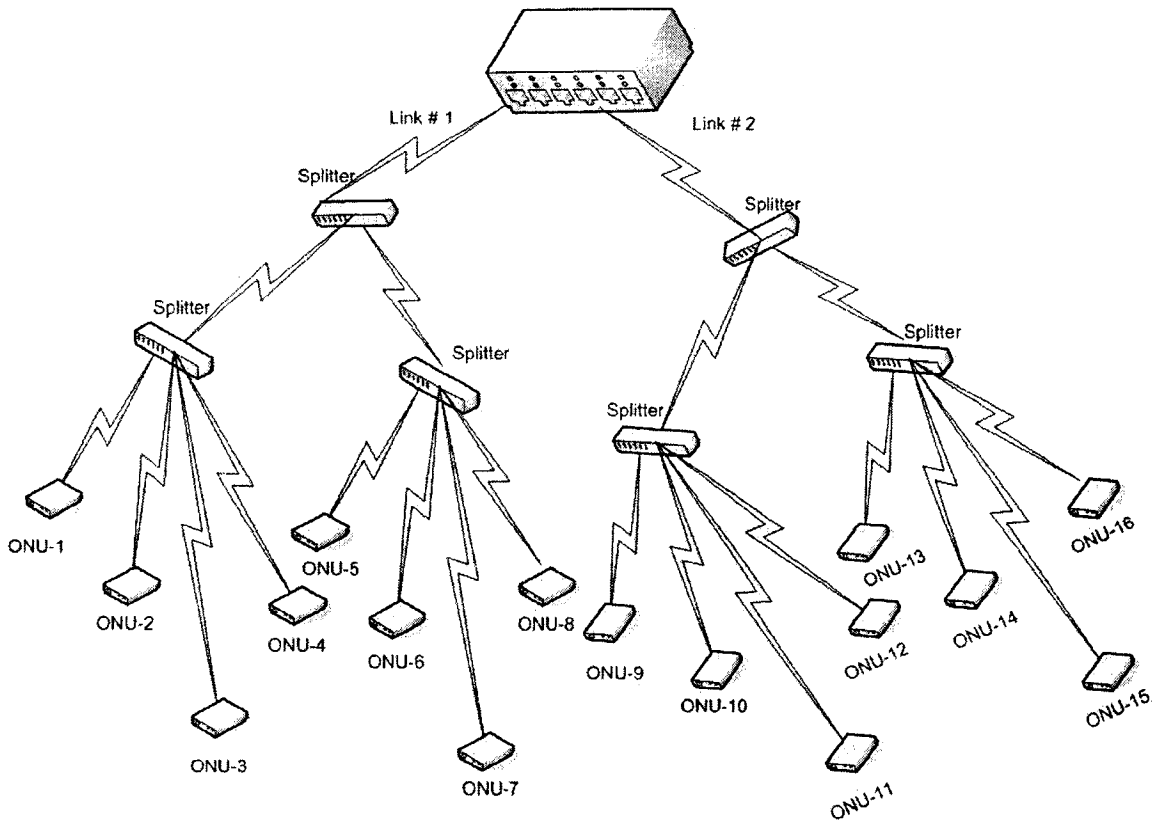 Link # 1
Link # 2
Splitter
Splitter
Splitter
Splitter
Splitter
Splitter
ONU-1
ONU-2
ONU-3
ONU-4
ONU-5
ONU-6
ONU-7
ONU-8
ONU-9
ONU-10
ONU-11
ONU-12
ONU-13
ONU-14
ONU-15
ONU-16